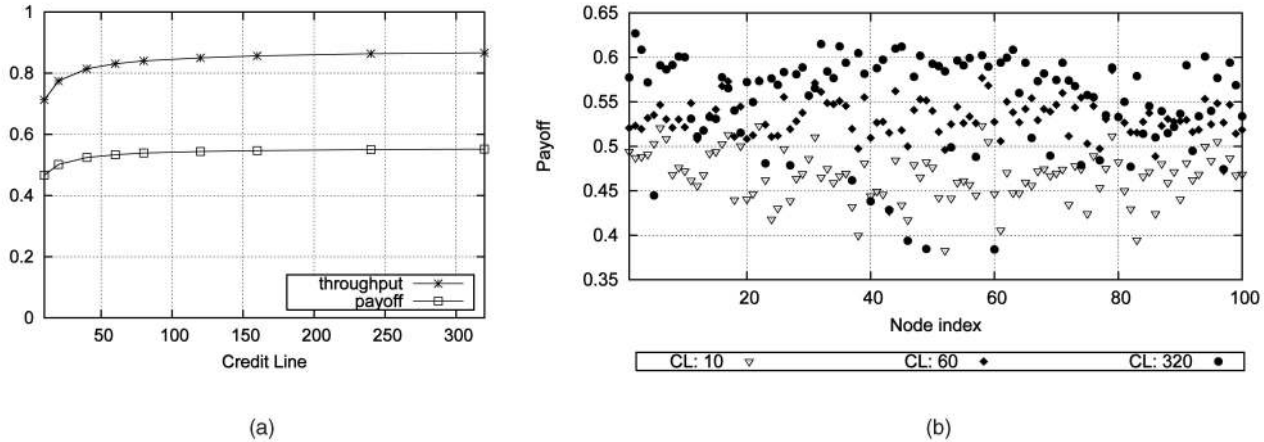 1
0.8
0.6
0.4
0.2
0
50 100 150 200 250 300
Credit Line
throughput
payoff
(a)
0.65
0.6
0.55
0.5
0.45
0.4
0.35
Payoff
20 40 60 80 100
Node index
CL: 10 CL: 60 CL: 320
(b)